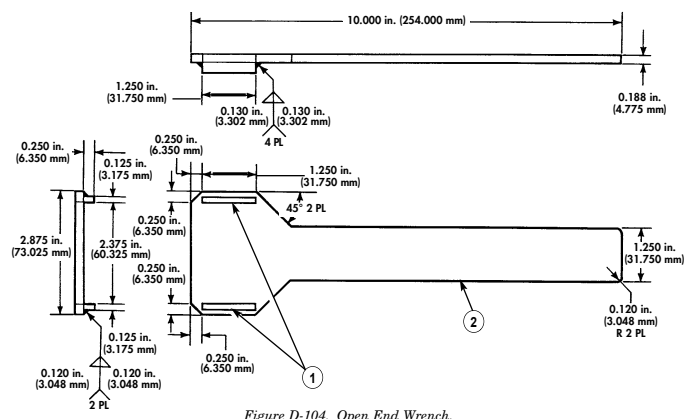 10.000 in. (254.000 mm)
1.250 in.
(31.750 mm)
0.130 in.
(3.302 mm)
0.130 in.
(3.302 mm)
4 PL
0.188 in.
(4.775 mm)
0.250 in.
(6.350 mm)
0.125 in.
(3.175 mm)
0.250 in.
(6.350 mm)
1.250 in.
(31.750 mm)
45° 2 PL
0.250 in.
(6.350 mm)
2.875 in.
(73.025 mm)
2.375 in.
(60.325 mm)
0.250 in.
(6.350 mm)
1.250 in.
(31.750 mm)
0.125 in.
(3.175 mm)
0.250 in.
(6.350 mm)
1
2
0.120 in.
(3.048 mm)
R 2 PL
0.120 in.
(3.048 mm)
0.120 in.
(3.048 mm)
2 PL
Figure D-104. Open End Wrench.